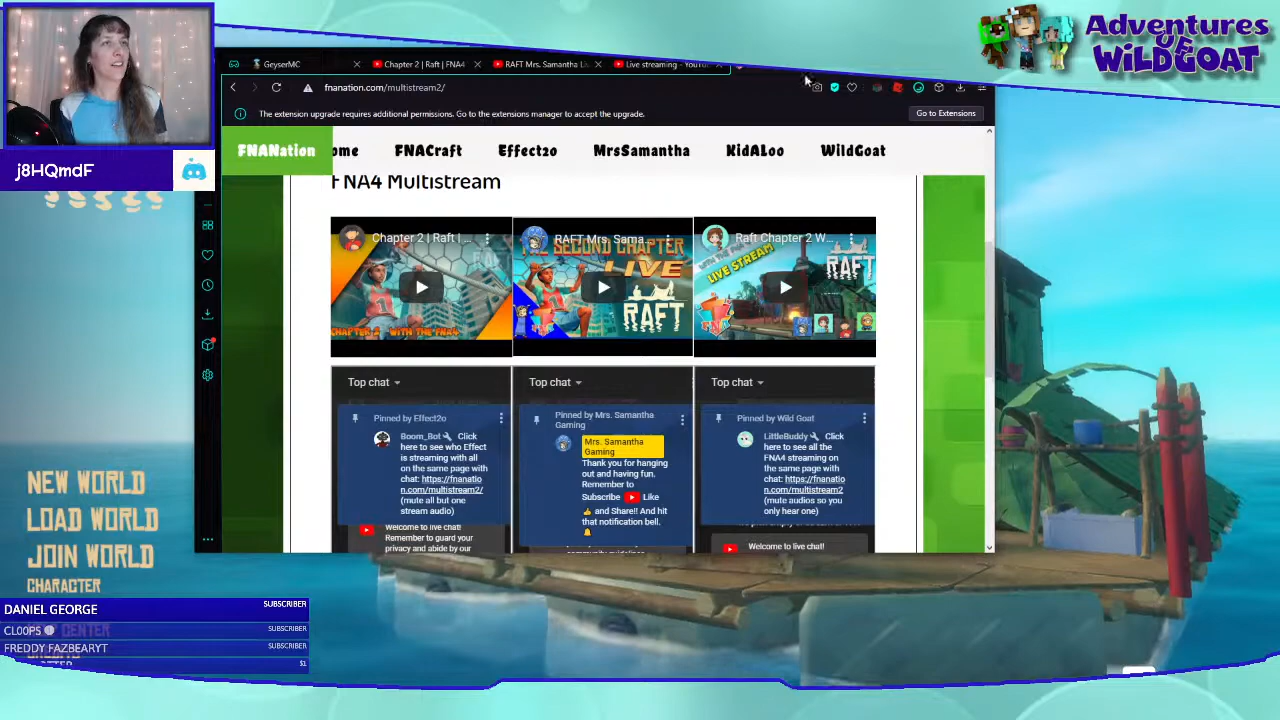 Adventures
OF
WiLDGOAT
GeyserMC
Chapter 2 | Raft | FNA4
RAFT Mrs. Samantha Li
Live streaming - YouTu
fnanation.com/multistream2/
The extension upgrade requires additional permissions. Go to the extensions manager to accept the upgrade.
Go to Extensions
j8HQmdF
FNANation
ome
FNACraft
Effect2o
MrsSamantha
KidALoo
WildGoat
FNA4 Multistream
Chapter 2 | Raft | ...
RAFT Mrs. Sama...
Raft Chapter 2 W...
THE SECOND CHAPTER
LIVE
RAFT
LIVE STREAM
RAFT
CHAPTER 2 WITH THE FNA4
Top chat
Top chat
Top chat
Pinned by Effect2o
Boom_Bot Click
here to see who Effect
is streaming with all
on the same page with
chat: https://fnanatio
n.com/multistream2/
(mute all but one
stream audio)
Welcome to live chat!
Remember to guard your
privacy and abide by our
Pinned by Mrs. Samantha
Gaming
Mrs. Samantha
Gaming
Thank you for hanging
out and having fun.
Remember to
Subscribe Like
and Share!! And hit
that notification bell.
Pinned by Wild Goat
LittleBuddy Click
here to see all the
FNA4 streaming on
the same page with
chat: https://fnanatio
n.com/multistream2
(mute audios so you
only hear one)
Welcome to live chat!
NEW WORLD
LOAD WORLD
JOIN WORLD
CHARACTER
DANIEL GEORGE SUBSCRIBER
CL00PS SUBSCRIBER
FREDDY FAZBEARYT SUBSCRIBER
$1